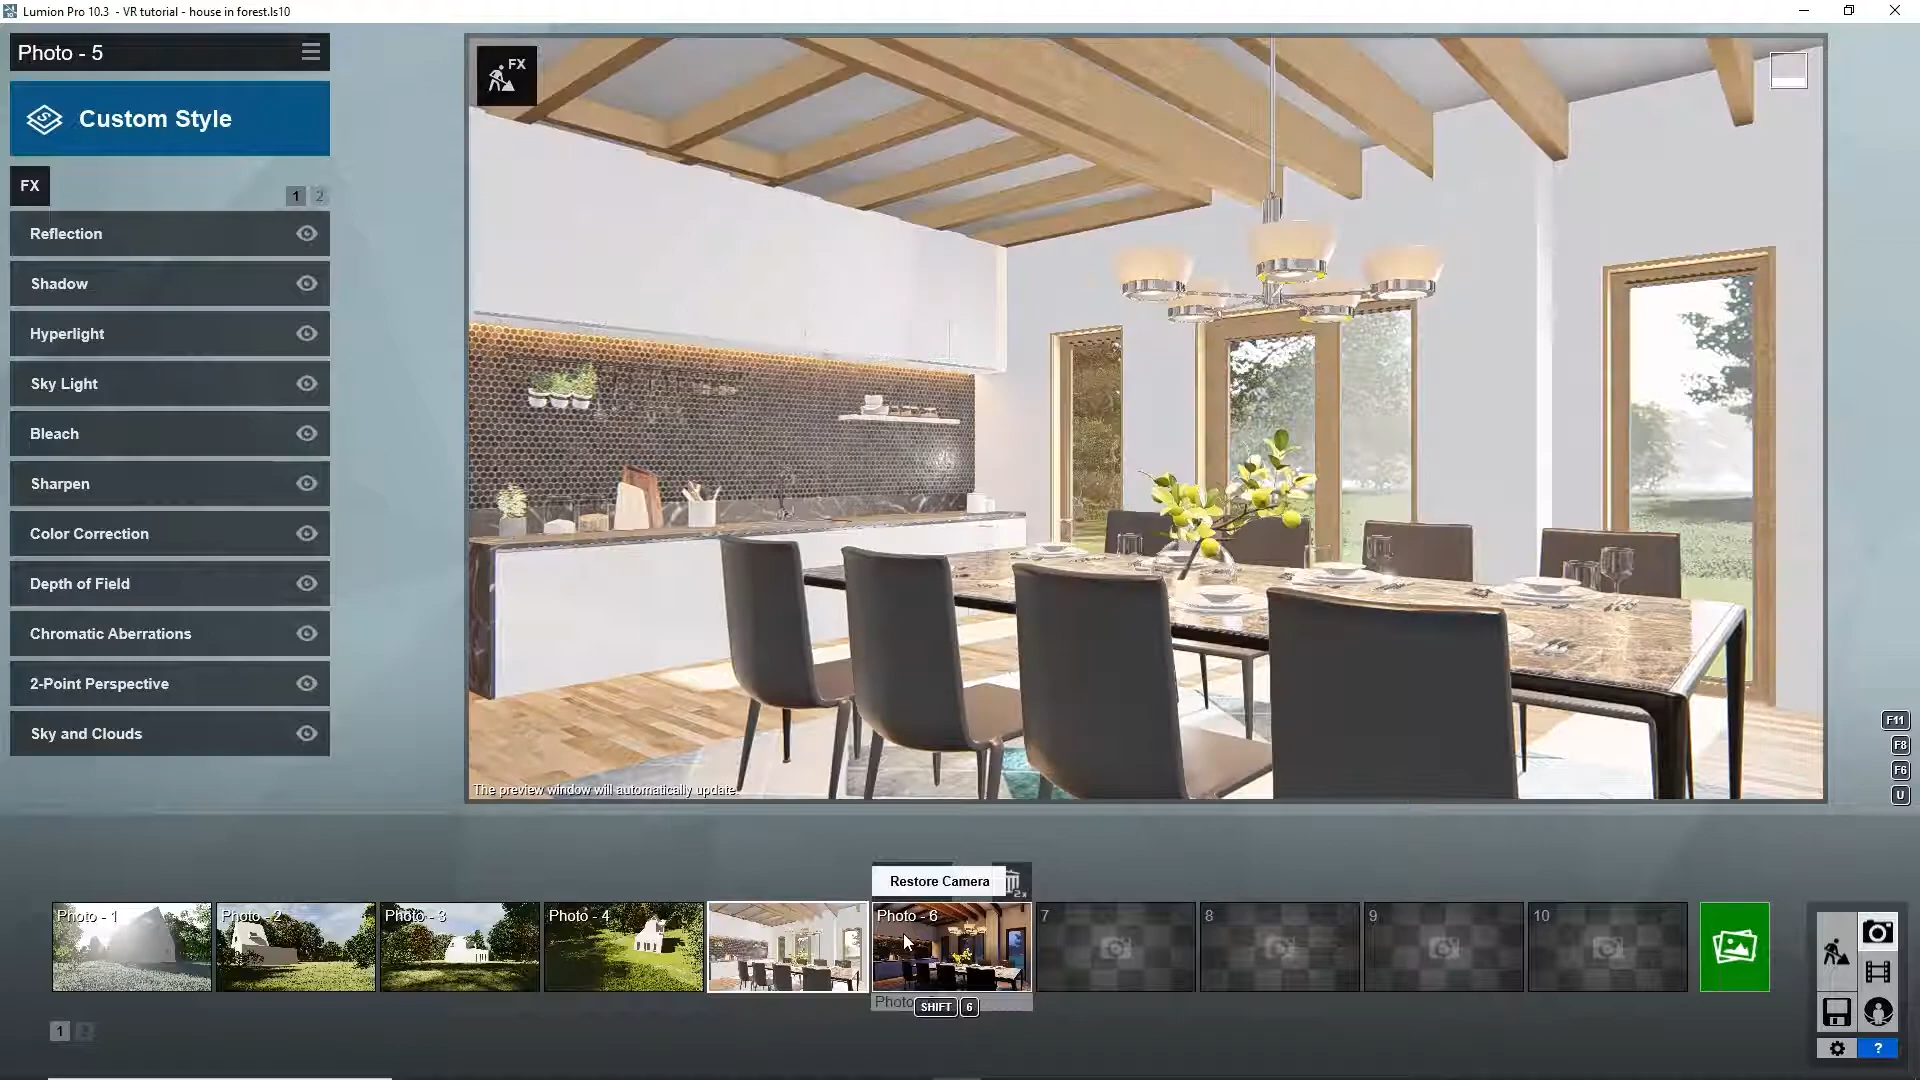 Lumion Pro 10.3 - VR tutorial - house in forest.ls10
Photo - 5
Custom Style
FX
1 2
Reflection
Shadow
Hyperlight
Sky Light
Bleach
Sharpen
Color Correction
Depth of Field
Chromatic Aberrations
2-Point Perspective
Sky and Clouds
FX
The preview window will automatically update.
F11
F8
F6
U
Restore Camera
2x
Photo - 1
Photo - 2
Photo - 3
Photo - 4
Photo - 6
7
8
9
10
Photo
SHIFT 6
1 2
?